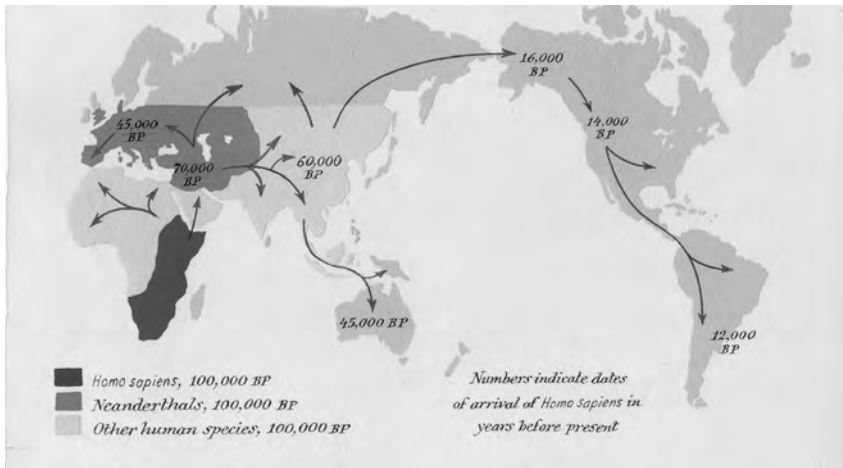 16,000
BP
45,000
BP
14,000
BP
70,000
BP
60,000
BP
45,000 BP
12,000
BP
Homo sapiens, 100,000 BP
Neanderthals, 100,000 BP
Other human species, 100,000 BP
Numbers indicate dates
of arrival of Homo sapiens in
years before present